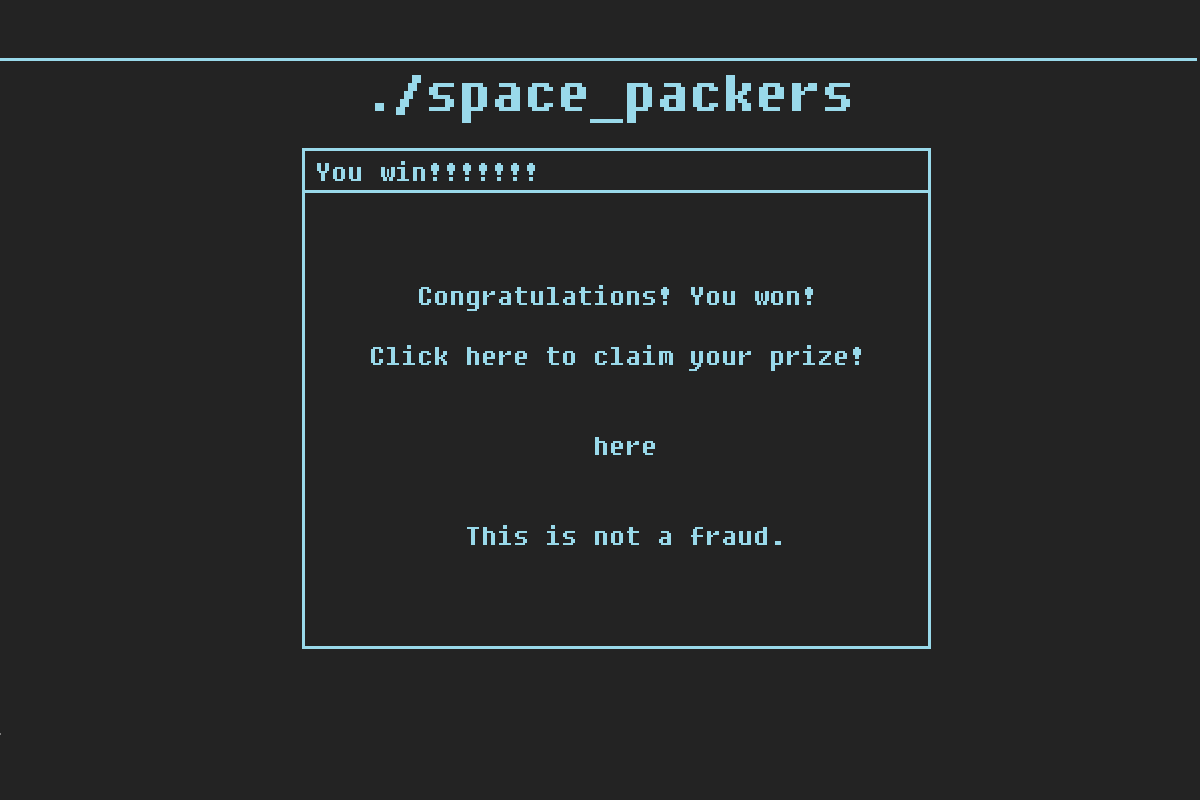 ./space_packers
You win!!!!!!!
Congratulations! You won!
Click here to claim your prize!
here
This is not a fraud.